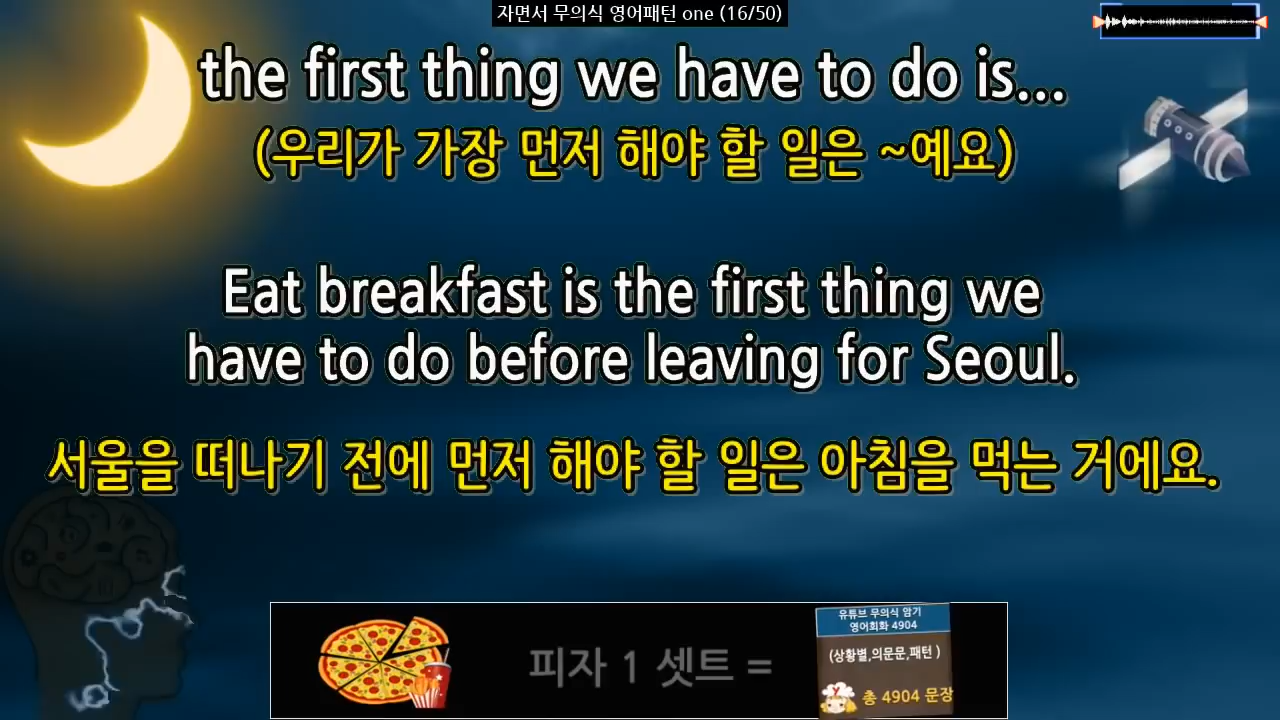 자면서 무의식 영어패턴 one (16/50)
the first thing we have to do is...
(우리가 가장 먼저 해야 할 일은 ~예요)
Eat breakfast is the first thing we
have to do before leaving for Seoul.
서울을 떠나기 전에 먼저 해야 할 일은 아침을 먹는 거에요.
피자 1 셋트 =
유튜브 무의식 암기
영어회화 4904
(상황별,의문문,패턴 )
총 4904 문장